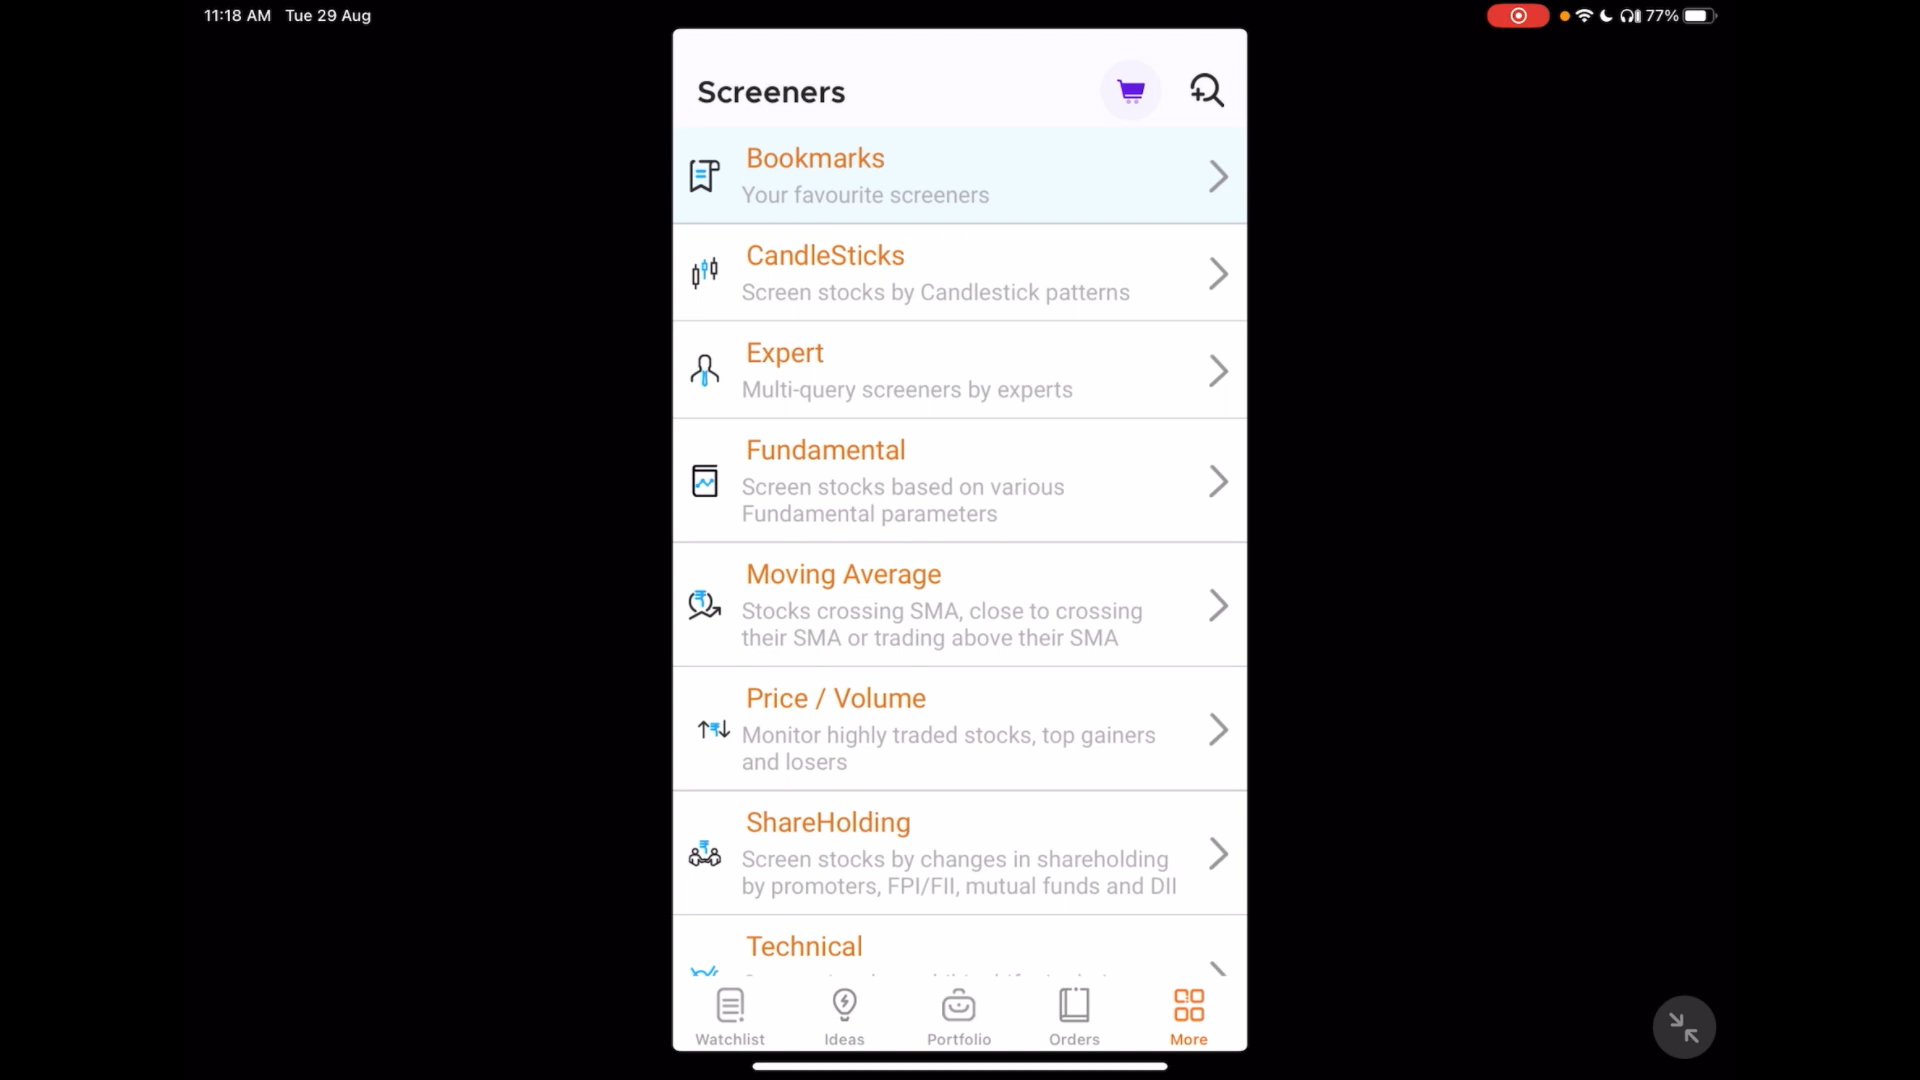 11:18 AM Tue 29 Aug
77%
Screeners
Bookmarks
Your favourite screeners
CandleSticks
Screen stocks by Candlestick patterns
Expert
Multi-query screeners by experts
Fundamental
Screen stocks based on various
Fundamental parameters
Moving Average
Stocks crossing SMA, close to crossing
their SMA or trading above their SMA
Price / Volume
Monitor highly traded stocks, top gainers
and losers
ShareHolding
Screen stocks by changes in shareholding
by promoters, FPI/FII, mutual funds and DII
Technical
Watchlist
Ideas
Portfolio
Orders
More